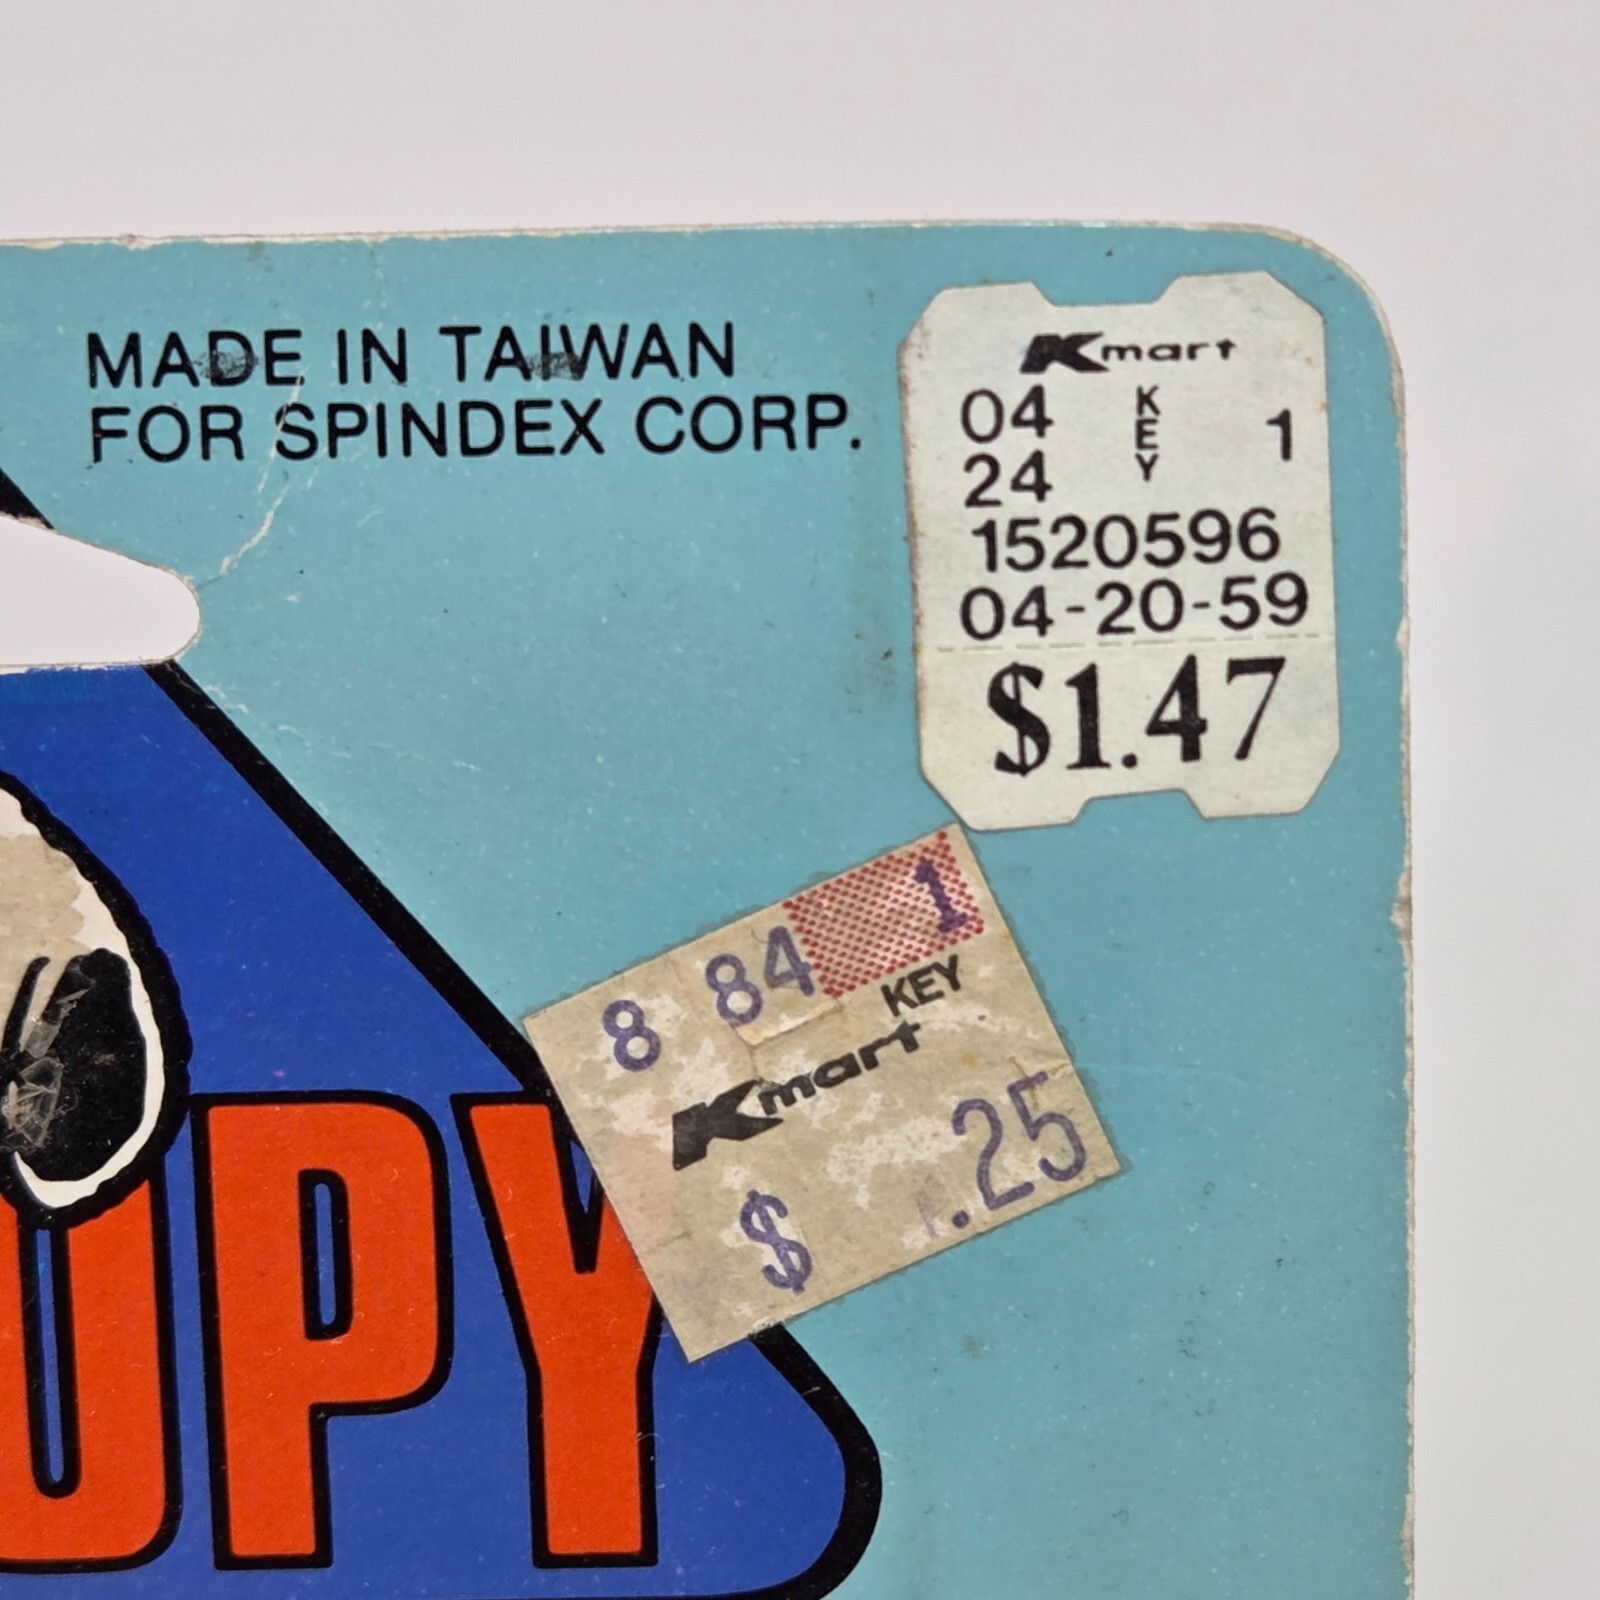 MADE IN TAIWAN
FOR SPINDEX CORP.
Kmart
04 KEY 1
24
1520596
04-20-59
$1.47
8 84 1
KEY
Kmart
$ .25
UPY